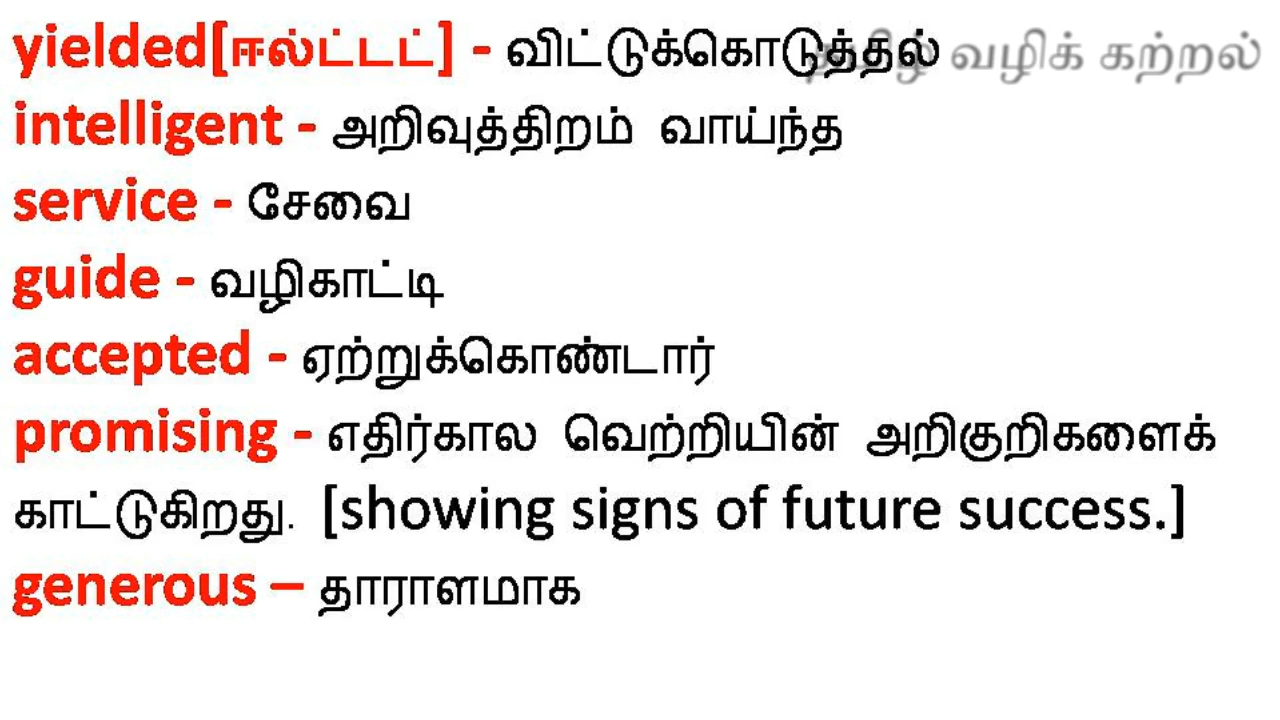 yielded[ஈல்ட்டட்] - விட்டுக்கொடுத்தல்
தமிழ் வழிக் கற்றல்
intelligent - அறிவுத்திறம் வாய்ந்த
service - சேவை
guide - வழிகாட்டி
accepted - ஏற்றுக்கொண்டார்
promising - எதிர்கால வெற்றியின் அறிகுறிகளைக்
காட்டுகிறது. [showing signs of future success.]
generous – தாராளமாக